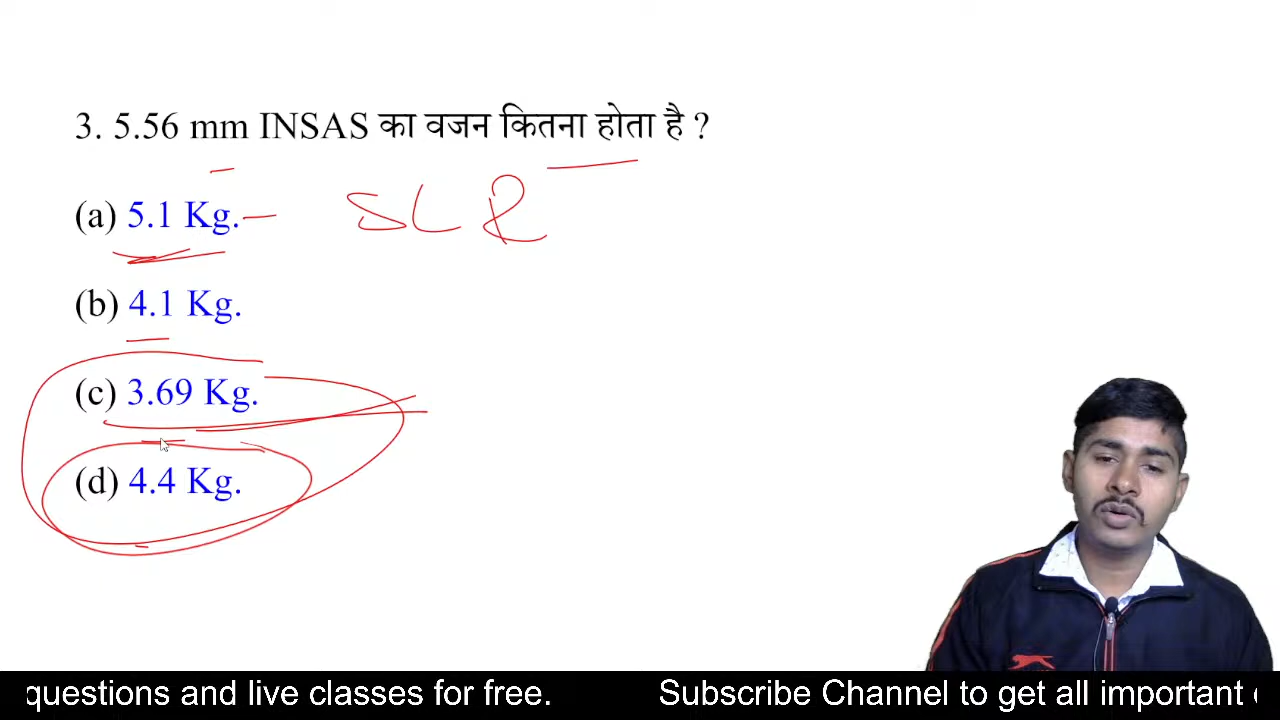 3. 5.56 mm INSAS का वजन कितना होता है ?
(a) 5.1 Kg. - SLR
(b) 4.1 Kg.
(c) 3.69 Kg.
(d) 4.4 Kg.
questions and live classes for free. Subscribe Channel to get all important